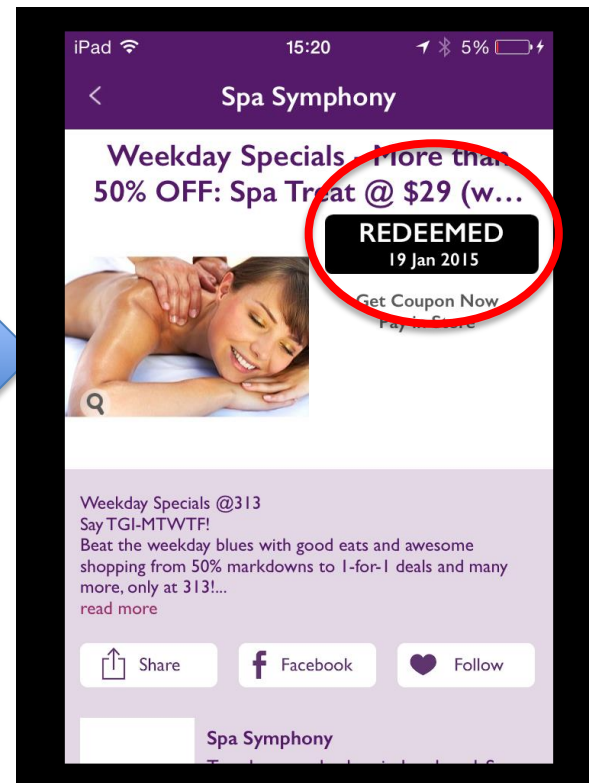 iPad 15:20 5%
Spa Symphony
Weekday Specials - More than
50% OFF: Spa Treat @ $29 (w...
REDEEMED
19 Jan 2015
Get Coupon Now
Pay in Store
Weekday Specials @313
Say TGI-MTWTF!
Beat the weekday blues with good eats and awesome
shopping from 50% markdowns to 1-for-1 deals and many
more, only at 313!...
read more
Share Facebook Follow
Spa Symphony